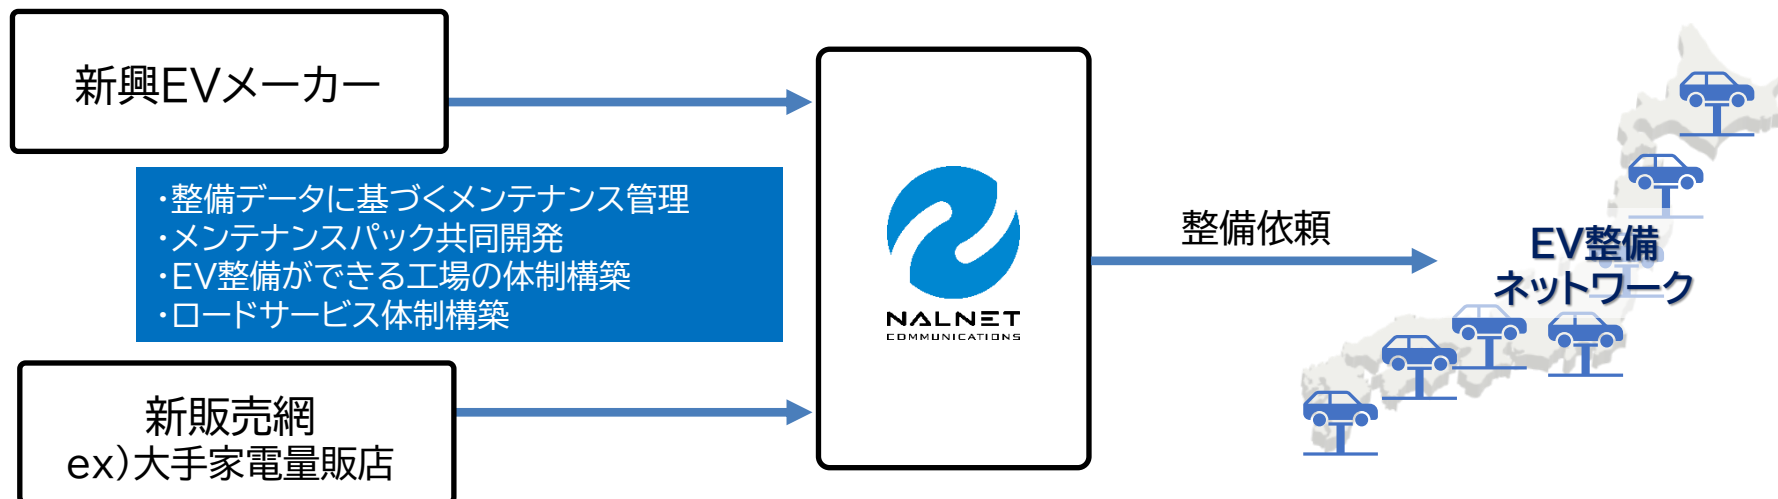 新興EVメーカー
・整備データに基づくメンテナンス管理
・メンテナンスパック共同開発
・EV整備ができる工場の体制構築
・ロードサービス体制構築
新販売網
ex)大手家電量販店
NALNET
COMMUNICATIONS
整備依頼
EV整備
ネットワーク